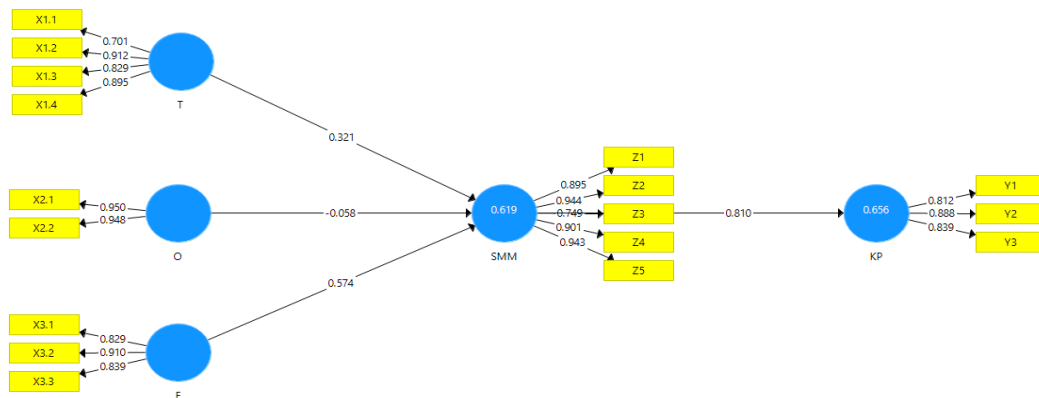 X1.1
X1.2
X1.3
X1.4
0.701
0.912
0.829
0.895
T
0.321
X2.1
X2.2
0.950
0.948
O
-0.058
X3.1
X3.2
X3.3
0.829
0.910
0.839
0.574
0.619
SMM
0.895
0.944
0.749
0.901
0.943
Z1
Z2
Z3
Z4
Z5
0.810
0.656
KP
0.812
0.888
0.839
Y1
Y2
Y3